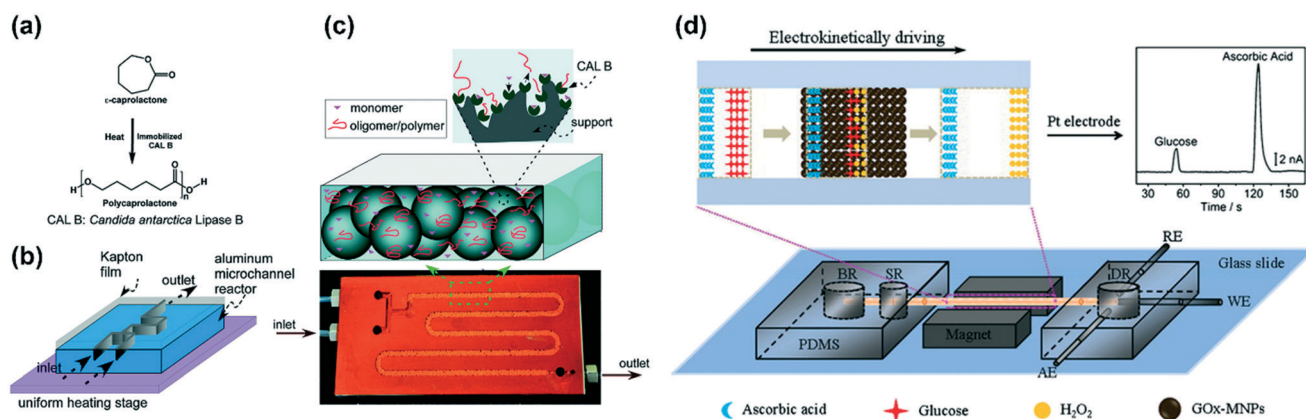 (a)
ε-caprolactone
Heat
Immobilized
CAL B
H
O
O
O
O
n
H
Polycaprolactone
CAL B: Candida antarctica Lipase B
(b)
Kapton
film
outlet
aluminum
microchannel
reactor
inlet
uniform heating stage
(c)
CAL B
monomer
oligomer/polymer
support
inlet
outlet
(d)
Electrokinetically driving
Pt electrode
Ascorbic Acid
Glucose
2 nA
30 60 90 120 150
Time / s
RE
BR
SR
DR
Glass slide
WE
PDMS
Magnet
AE
Ascorbic acid
Glucose
H₂O₂
GOx-MNPs